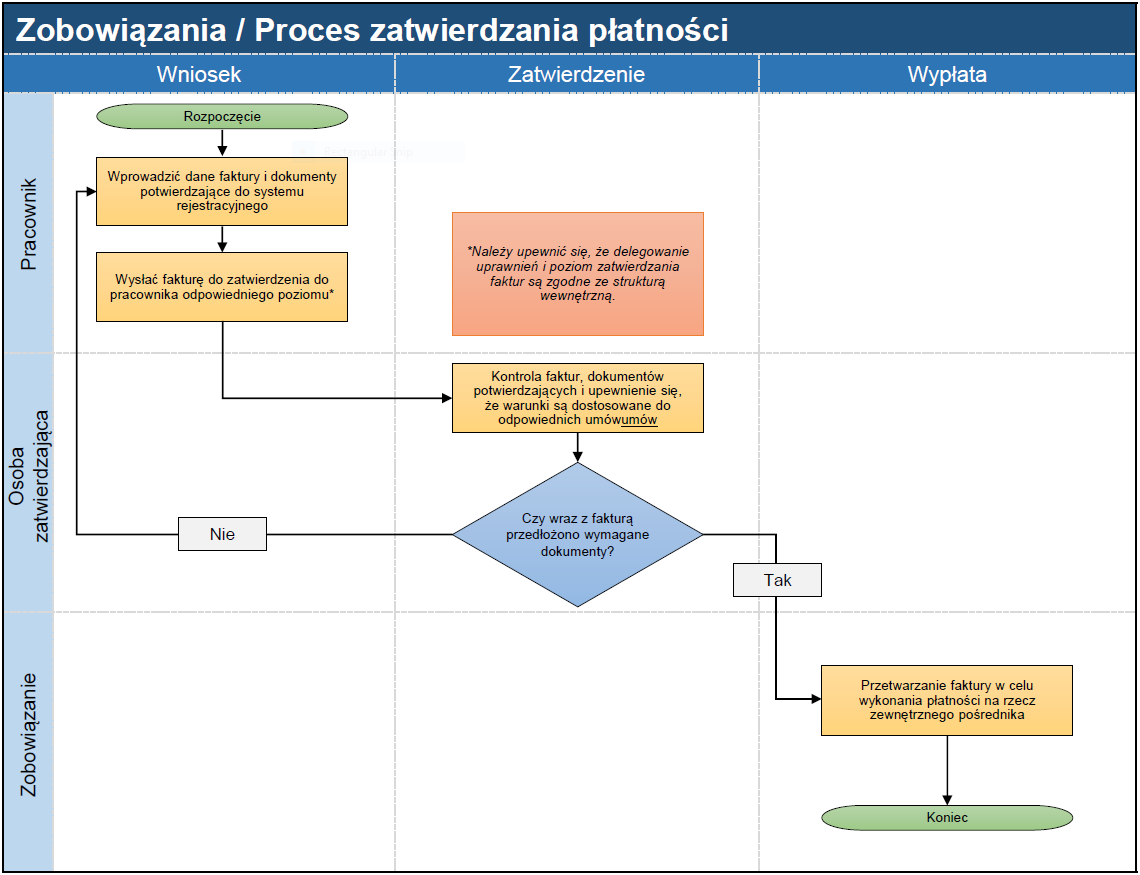 Zobowiązania / Proces zatwierdzania płatności
Wniosek
Zatwierdzenie
Wypłata
Pracownik
Rozpoczęcie
Wprowadzić dane faktury i dokumenty
potwierdzające do systemu
rejestracyjnego
Wysłać fakturę do zatwierdzenia do
pracownika odpowiedniego poziomu*
*Należy upewnić się, że delegowanie
uprawnień i poziom zatwierdzania
faktur są zgodne ze strukturą
wewnętrzną.
Osoba
zatwierdzająca
Kontrola faktur, dokumentów
potwierdzających i upewnienie się,
że warunki są dostosowane do
odpowiednich umówumów
Czy wraz z fakturą
przedłożono wymagane
dokumenty?
Nie
Tak
Zobowiązanie
Przetwarzanie faktury w celu
wykonania płatności na rzecz
zewnętrznego pośrednika
Koniec